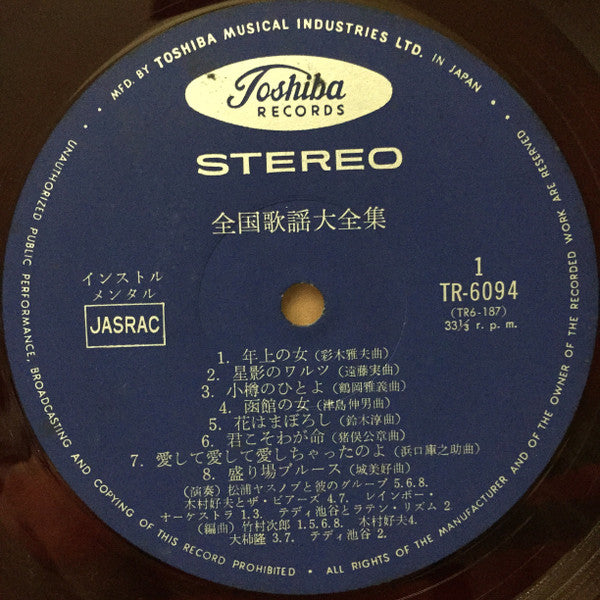 • MFD. BY TOSHIBA MUSICAL INDUSTRIES LTD. IN JAPAN •
Toshiba
RECORDS
STEREO
全国歌謡大全集
インストル
メンタル
JASRAC
1
TR-6094
(TR6-187)
33⅓ r. p. m.
1. 年上の女 (彩木雅夫曲)
2. 星影のワルツ (遠藤実曲)
3. 小樽のひとよ (鶴岡雅義曲)
4. 函館の女 (津島伸男曲)
5. 花はまぼろし (鈴木淳曲)
6. 君こそわが命 (猪俣公章曲)
7. 愛して愛して愛しちゃったのよ (浜口庫之助曲)
8. 盛り場ブルース (城美好曲)
(演奏) 松浦ヤスノブと彼のグループ 5.6.8.
木村好夫とザ・ビアーズ 4.7. レインボー・
オーケストラ 1.3. テディ池谷とラテン・リズム 2
(編曲) 竹村次郎 1.5.6.8. 木村好夫4.
大柿隆 3.7. テディ池谷 2.
UNAUTHORIZED PUBLIC PERFORMANCE, BROADCASTING AND COPYING OF THIS RECORD PROHIBITED • ALL RIGHTS OF THE MANUFACTURER AND OF THE OWNER OF THE RECORDED WORK ARE RESERVED